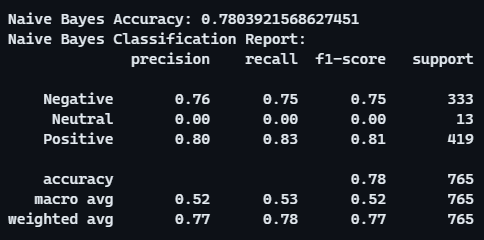 Naive Bayes Accuracy: 0.7803921568627451
Naive Bayes Classification Report:
precision recall f1-score support
Negative 0.76 0.75 0.75 333
Neutral 0.00 0.00 0.00 13
Positive 0.80 0.83 0.81 419
accuracy 0.78 765
macro avg 0.52 0.53 0.52 765
weighted avg 0.77 0.78 0.77 765